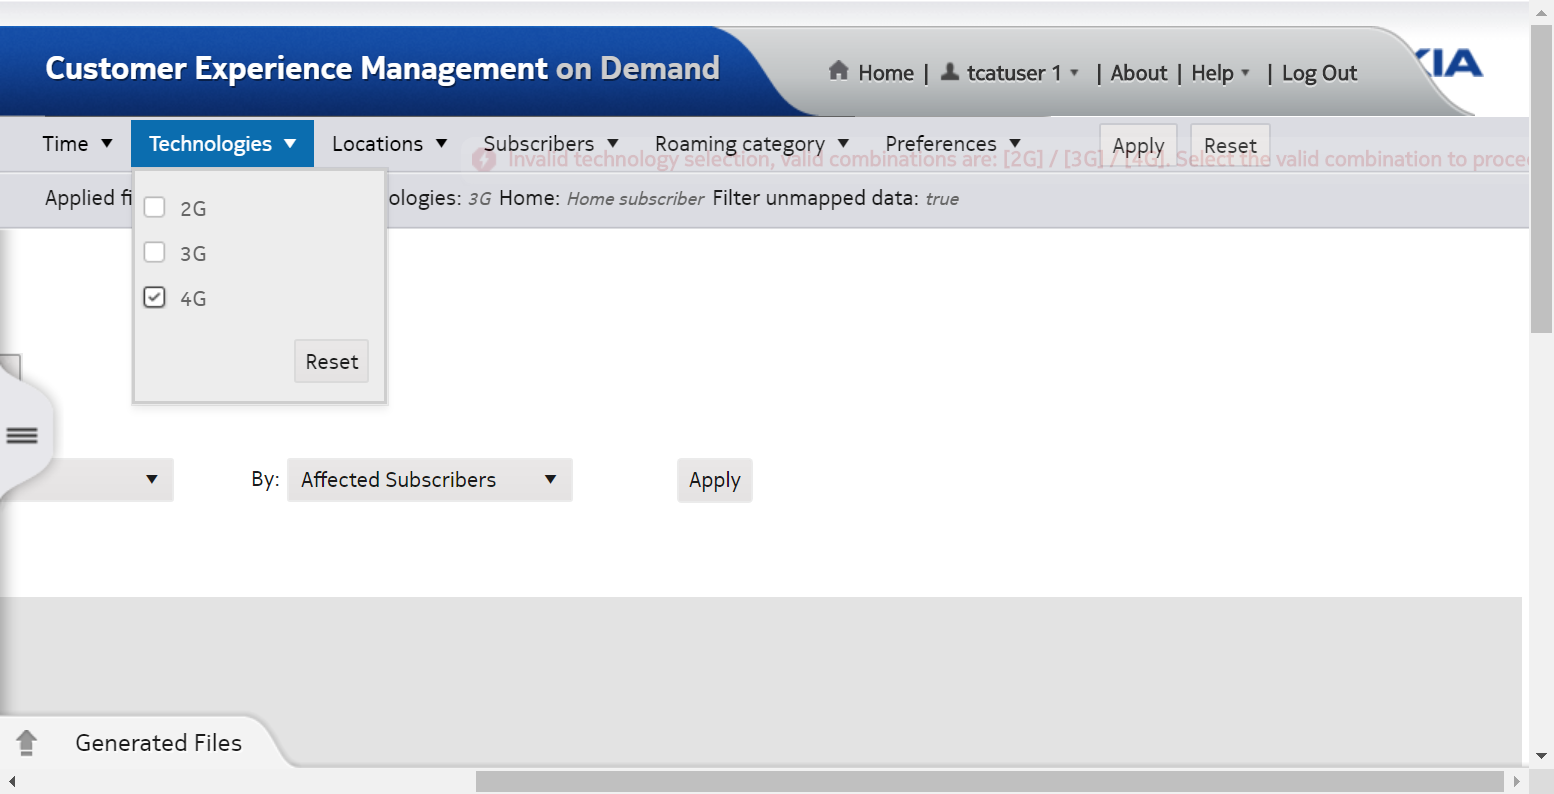 Customer Experience Management on Demand
Home | tcatuser 1 | About | Help | Log Out
KIA
Time Technologies Locations Subscribers Roaming category Preferences Apply Reset
Invalid technology selection, valid combinations are: [2G] / [3G] / [4G]. Select the valid combination to
Applied ologies: 3G Home: Home subscriber Filter unmapped data: true
2G
3G
4G
Reset
By: Affected Subscribers Apply
Generated Files